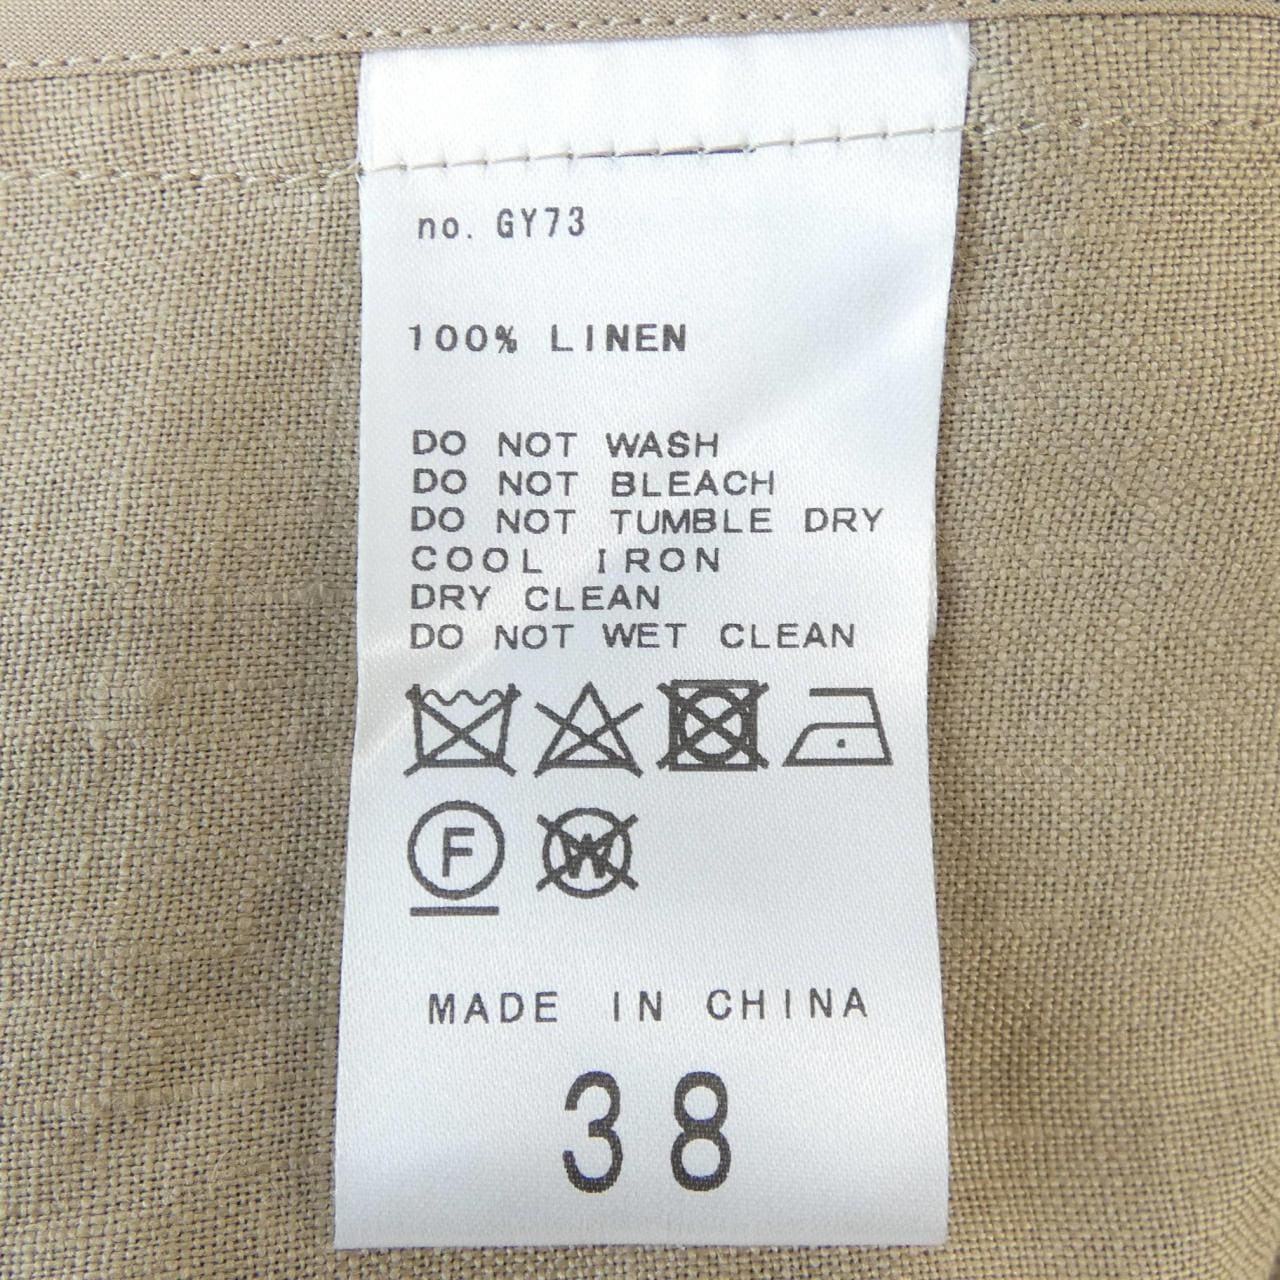 no. GY73
100% LINEN
DO NOT WASH
DO NOT BLEACH
DO NOT TUMBLE DRY
COOL IRON
DRY CLEAN
DO NOT WET CLEAN
F W
MADE IN CHINA
38